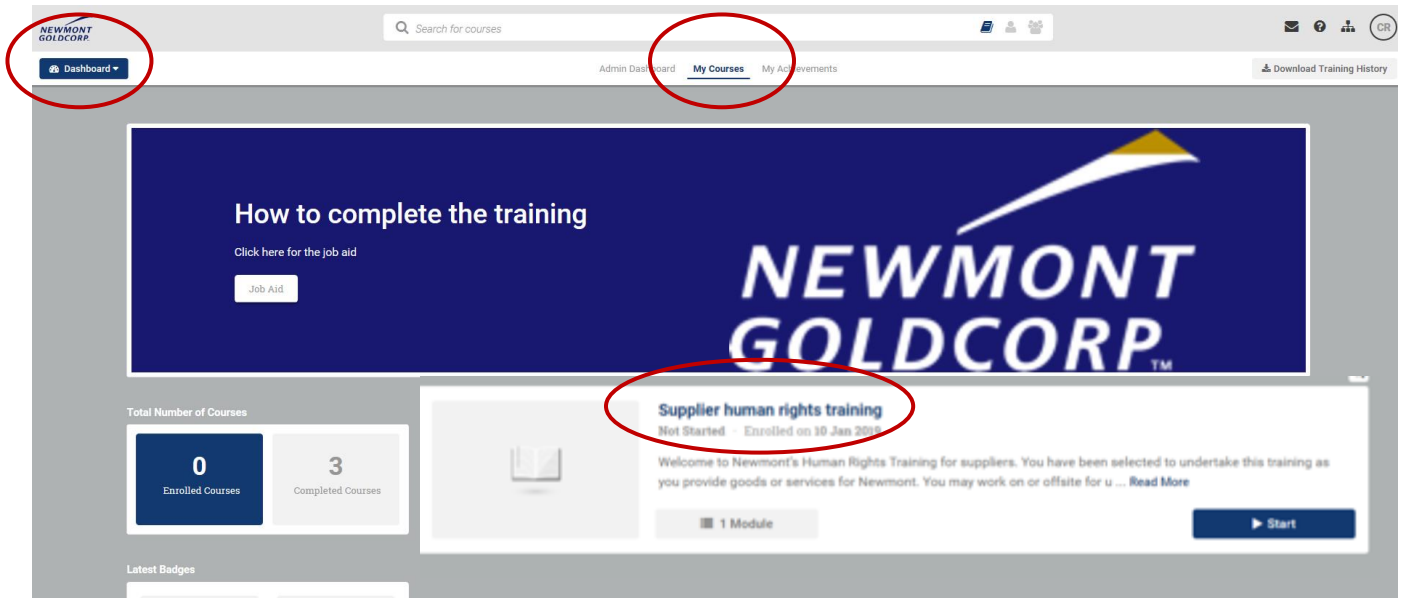 NEWMONT
GOLDCORP.
Search for courses
CR
Dashboard
Admin Dashboard My Courses My Achievements
Download Training History
How to complete the training
Click here for the job aid
Job Aid
NEWMONT
GOLDCORP™
Total Number of Courses
0
Enrolled Courses
3
Completed Courses
Supplier human rights training
Not Started · Enrolled on 10 Jan 2019
Welcome to Newmont's Human Rights Training for suppliers. You have been selected to undertake this training as
you provide goods or services for Newmont. You may work on or offsite for u ... Read More
1 Module
Start
Latest Badges